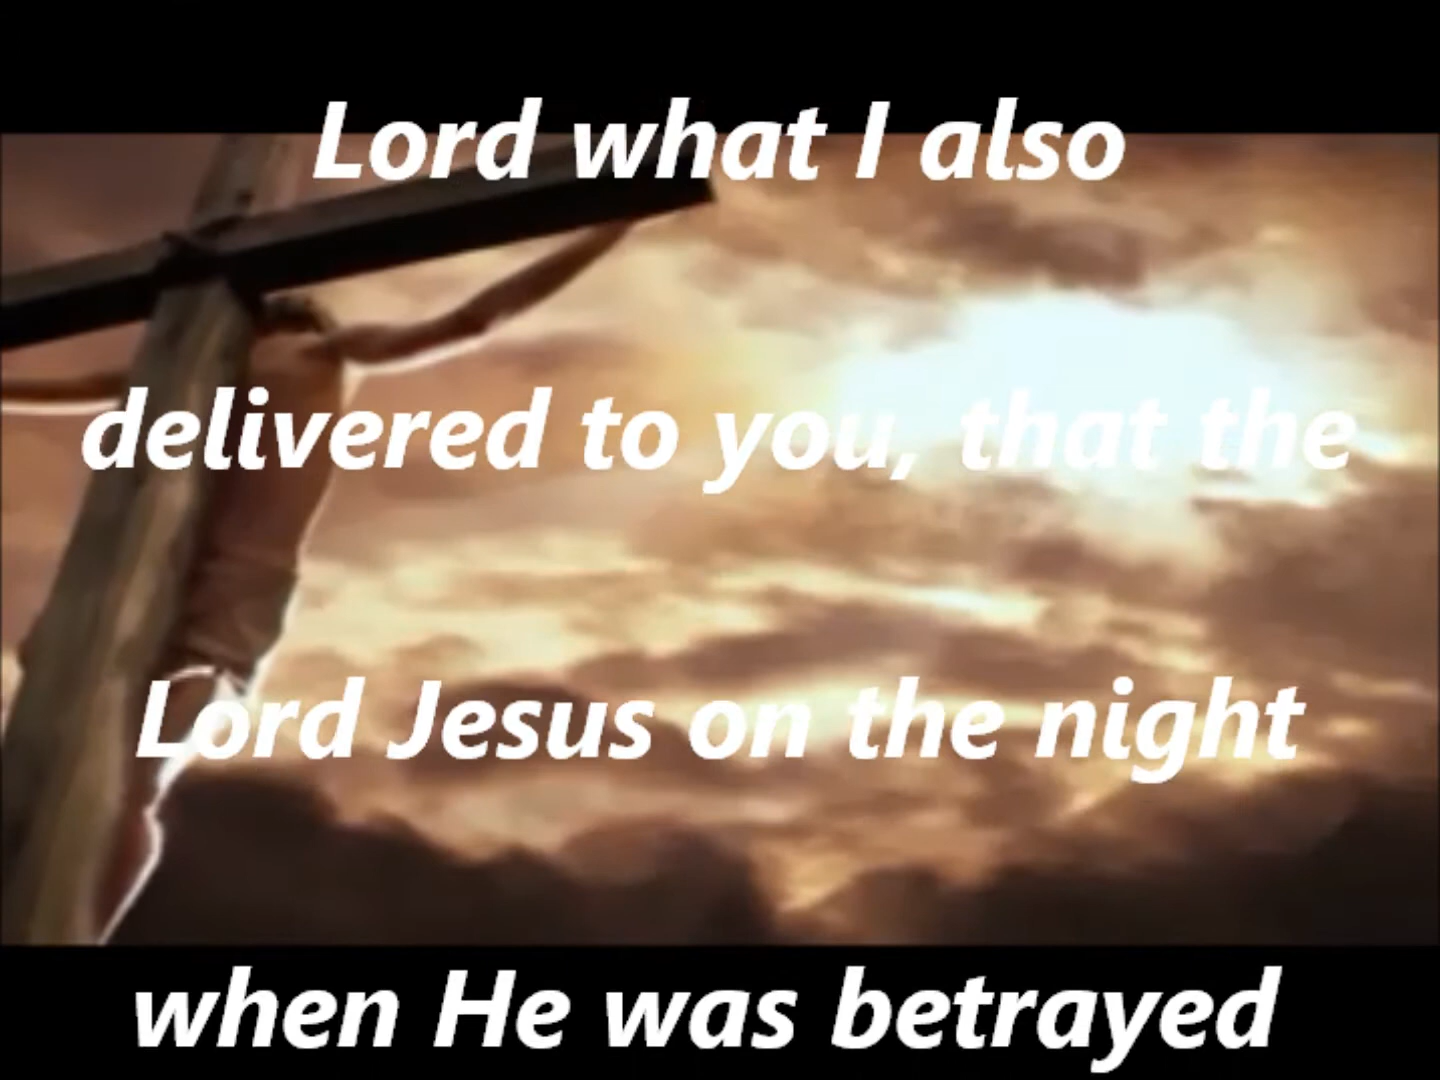 Lord what I also
delivered to you, that the
Lord Jesus on the night
when He was betrayed